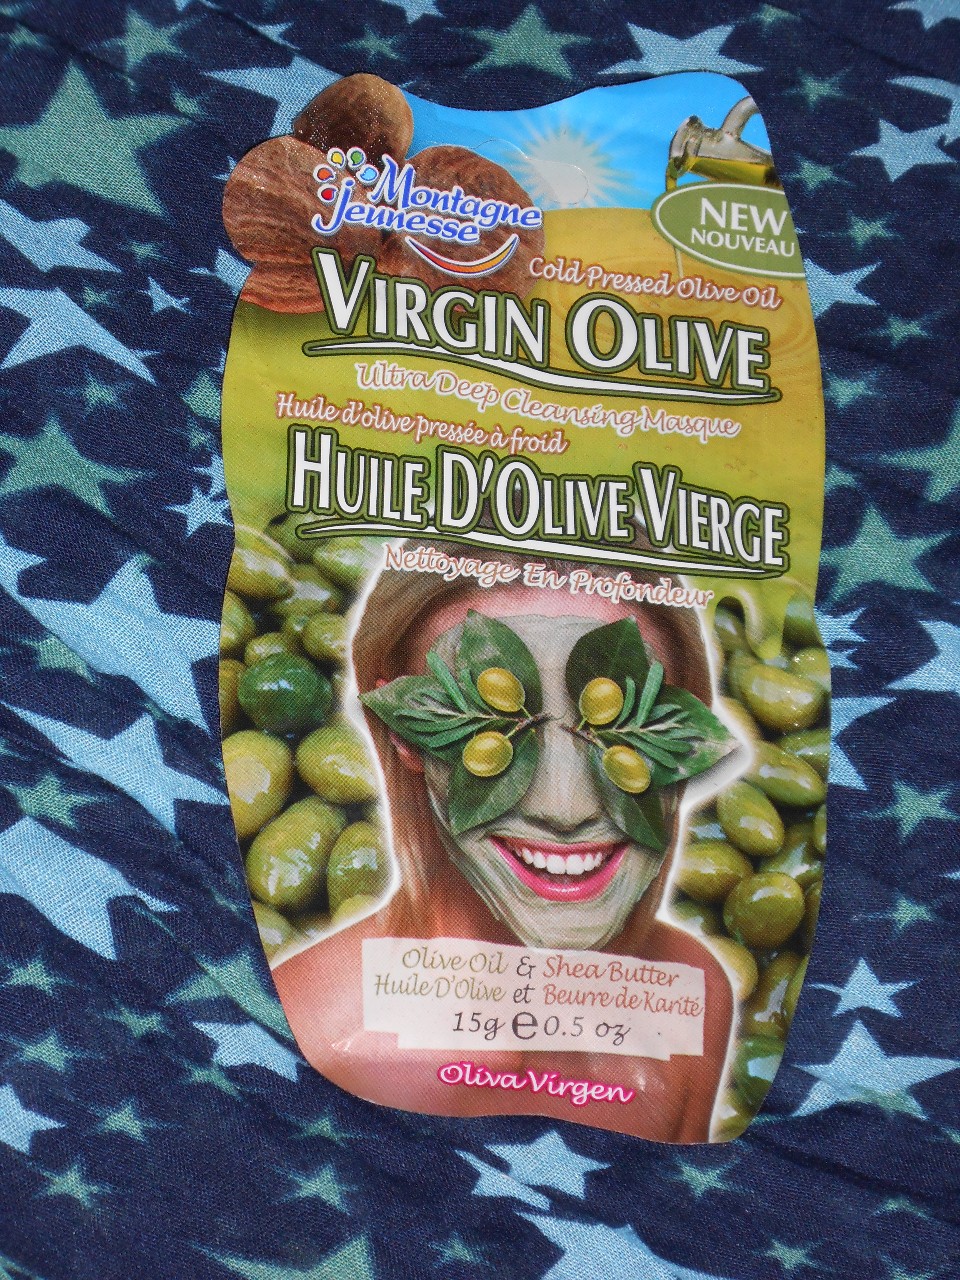 Montagne
Jeunesse
NEW
NOUVEAU
Cold Pressed Olive Oil
VIRGIN OLIVE
Ultra Deep Cleansing Masque
Huile d'olive pressée à froid
HUILE D'OLIVE VIERGE
Nettoyage En Profondeur
Olive Oil & Shea Butter
Huile D'Olive et Beurre de Karité
15g e 0.5 oz
Oliva Virgen